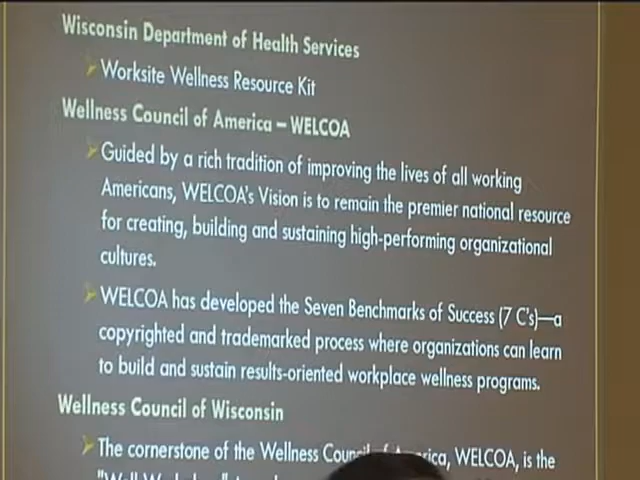 Wisconsin Department of Health Services
Worksite Wellness Resource Kit
Wellness Council of America – WELCOA
Guided by a rich tradition of improving the lives of all working
Americans, WELCOA's Vision is to remain the premier national resource
for creating, building and sustaining high-performing organizational
cultures.
WELCOA has developed the Seven Benchmarks of Success (7 C's)—a
copyrighted and trademarked process where organizations can learn
to build and sustain results-oriented workplace wellness programs.
Wellness Council of Wisconsin
The cornerstone of the Wellness Council of America, WELCOA, is the
"Well